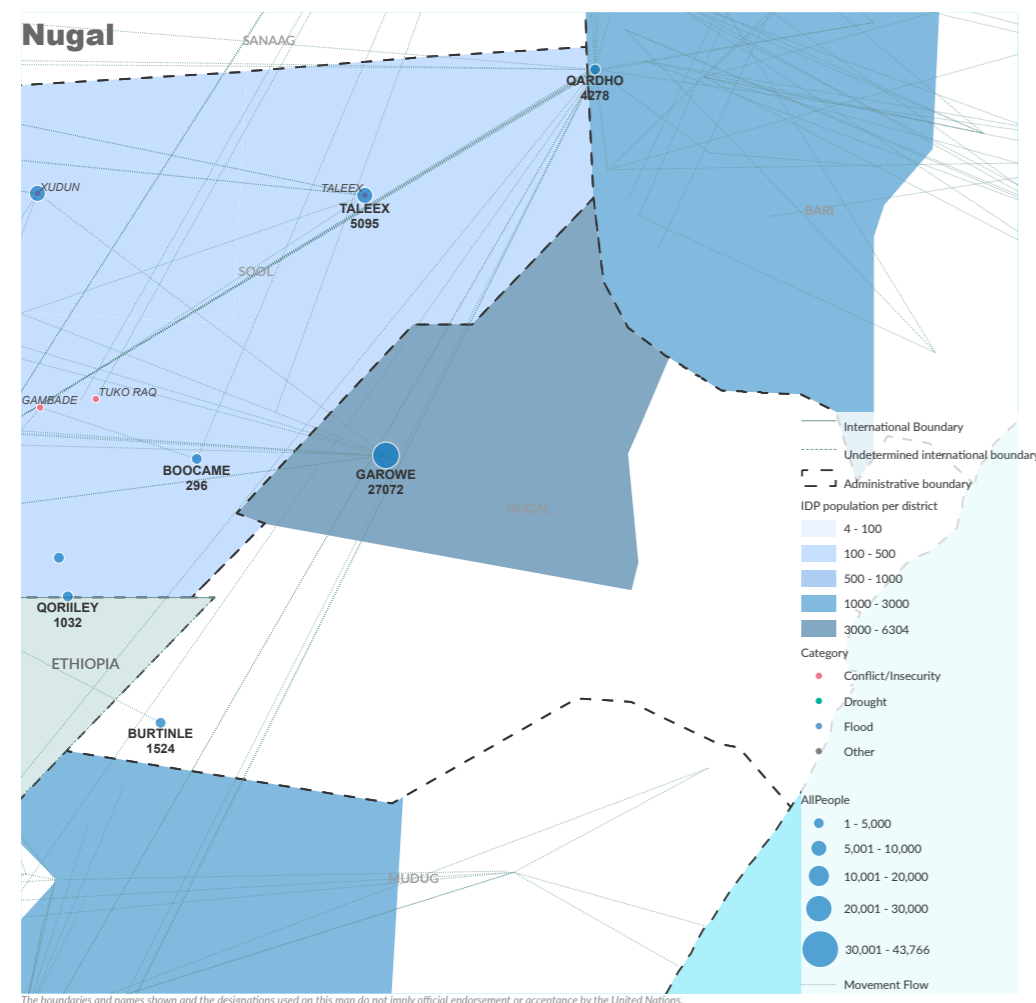 Nugal
SANAAG
QARDHO
4278
XUDUN
TALEEX
TALEEX
5095
BARI
SOOL
GAMBADE
TUKO RAQ
BOOCAME
296
GAROWE
27072
NUGAL
QORIILEY
1032
ETHIOPIA
BURTINLE
1524
MUDUG
International Boundary
Undetermined international boundary
Administrative boundary
IDP population per district
4 - 100
100 - 500
500 - 1000
1000 - 3000
3000 - 6304
Category
Conflict/Insecurity
Drought
Flood
Other
AllPeople
1 - 5,000
5,001 - 10,000
10,001 - 20,000
20,001 - 30,000
30,001 - 43,766
Movement Flow
The boundaries and names shown and the designations used on this map do not imply official endorsement or acceptance by the United Nations.